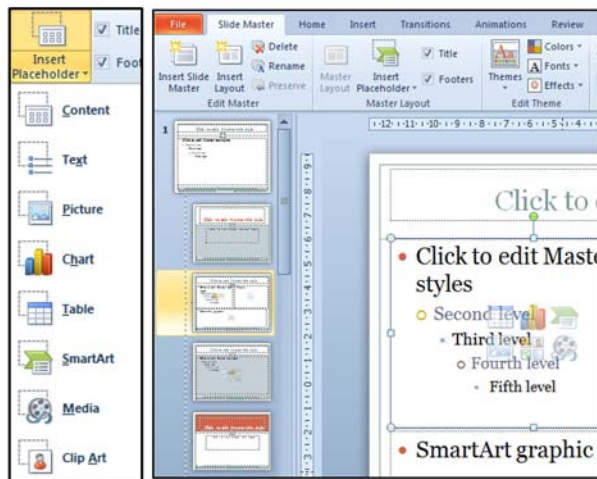 Title
Insert
Placeholder
Foot
Content
Text
Picture
Chart
Table
SmartArt
Media
Clip Art
File Slide Master Home Insert Transitions Animations Review
Insert Slide Master
Insert Layout
Delete
Rename
Preserve
Edit Master
Master Layout
Insert Placeholder
Title
Footers
Master Layout
Themes
Colors
Fonts
Effects
Edit Theme
1
Click to e
• Click to edit Maste
styles
Second level
Third level
Fourth level
Fifth level
• SmartArt graphic